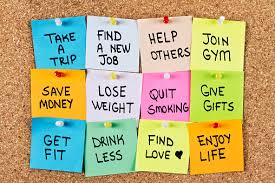 TAKE
A
TRIP
FIND
A NEW
JOB
HELP
OTHERS
JOIN
GYM
SAVE
MONEY
LOSE
WEIGHT
QUIT
SMOKING
GIVE
GIFTS
GET
FIT
DRINK
LESS
FIND
LOVE ♥
ENJOY
LIFE